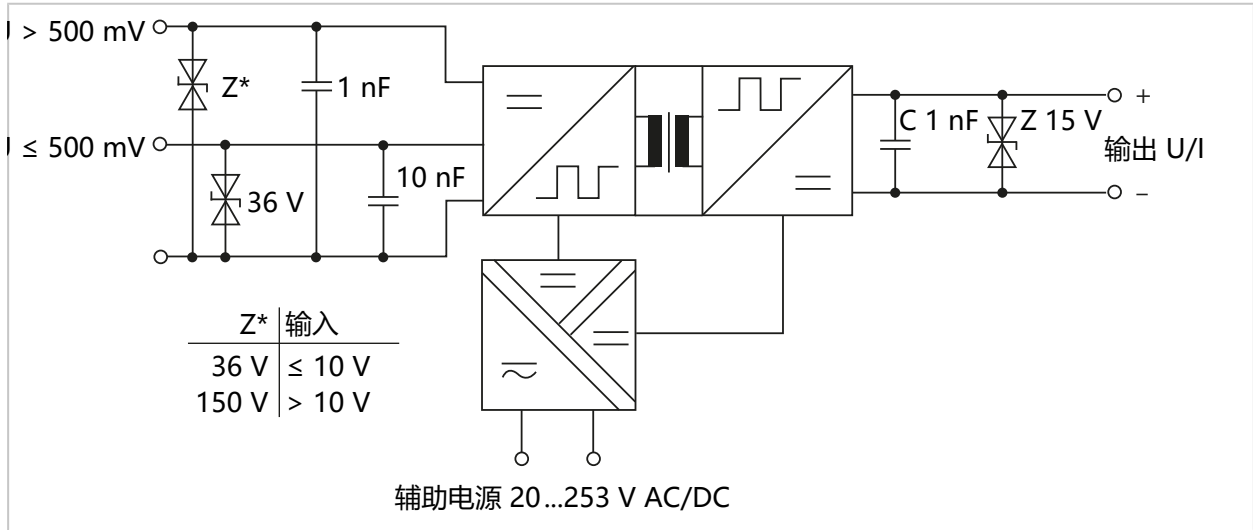 > 500 mV
Z*
1 nF
≤ 500 mV
10 nF
36 V
C 1 nF
Z 15 V
+
输出 U/I
–
Z* 输入
36 V ≤ 10 V
150 V > 10 V
辅助电源 20...253 V AC/DC